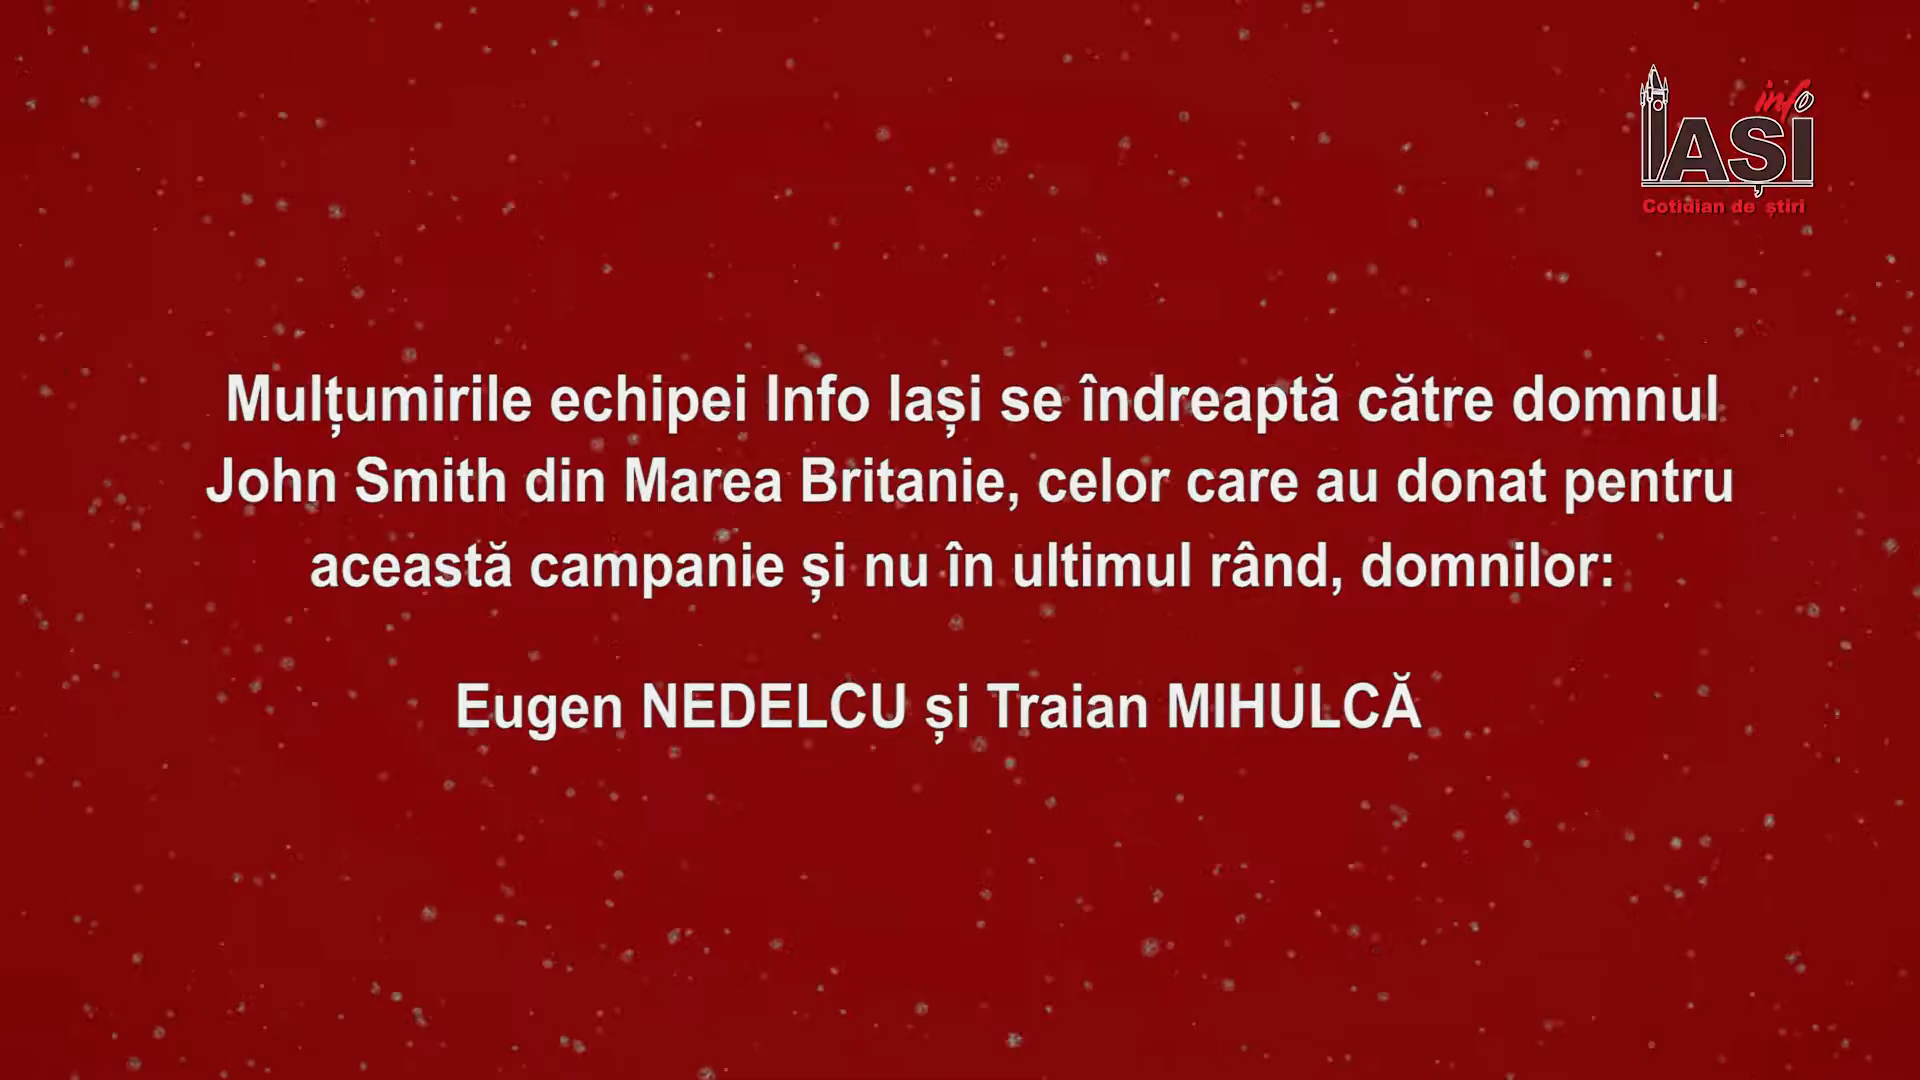 info
IAȘI
Cotidian de știri
Mulțumirile echipei Info Iași se îndreaptă către domnul
John Smith din Marea Britanie, celor care au donat pentru
această campanie și nu în ultimul rând, domnilor:
Eugen NEDELCU și Traian MIHULCĂ